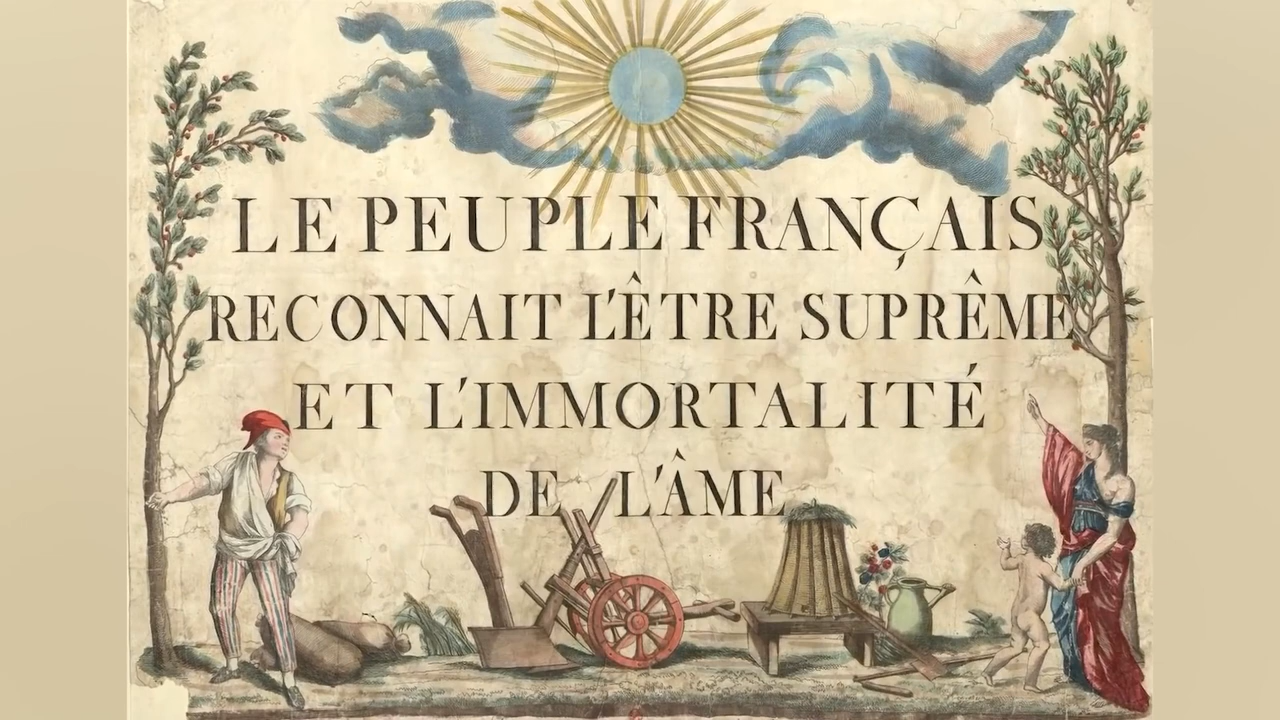 LE PEUPLE FRANÇAIS
RECONNAIT L'ÊTRE SUPRÊME
ET L'IMMORTALITÉ
DE L'ÂME